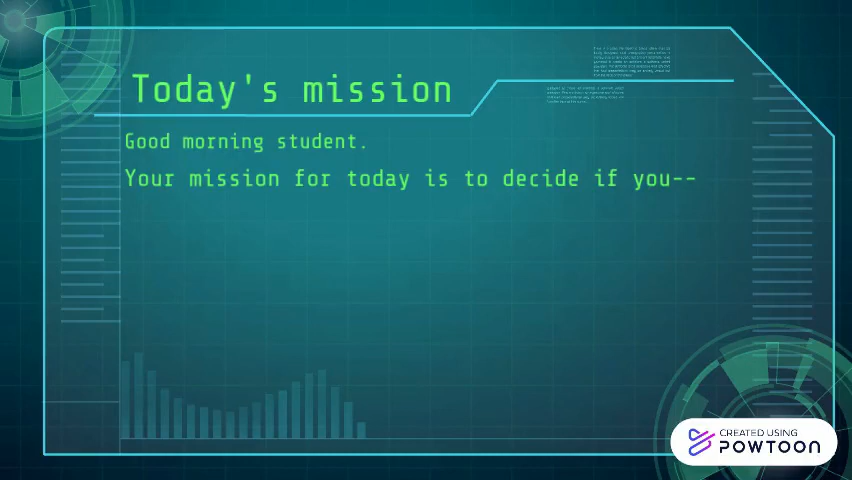 Today's mission
Good morning student.
Your mission for today is to decide if you--
CREATED USING
POWTOON